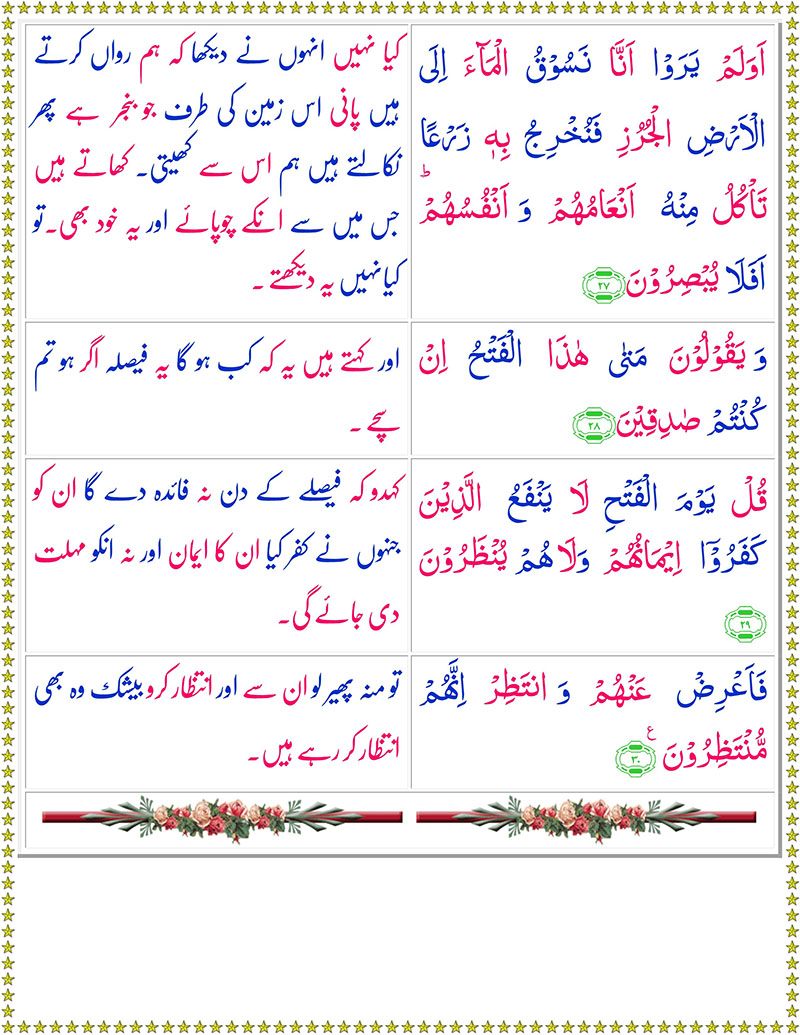 اَوَلَمْ يَرَوْا اَنَّا نَسُوْقُ الْمَآءَ اِلَى
الْاَرْضِ الْجُرُزِ فَنُخْرِجُ بِهٖ زَرْعًا
تَاْكُلُ مِنْهُ اَنْعَامُهُمْ وَ اَنْفُسُهُمْ ؕ
اَفَلَا يُبْصِرُوْنَ ﴿۲۷﴾
کیا نہیں انہوں نے دیکھا کہ ہم رواں کرتے
ہیں پانی اس زمین کی طرف جو بنجر ہے پھر
نکالتے ہیں ہم اس سے کھیتی۔ کھاتے ہیں
جس میں سے انکے چوپائے اور یہ خود بھی۔ تو
کیا نہیں یہ دیکھتے ۔
وَ يَقُوْلُوْنَ مَتٰى هٰذَا الْفَتْحُ اِنْ
كُنْتُمْ صٰدِقِيْنَ ﴿۲۸﴾
اور کہتے ہیں یہ کہ کب ہو گا یہ فیصلہ اگر ہو تم
سچے ۔
قُلْ يَوْمَ الْفَتْحِ لَا يَنْفَعُ الَّذِيْنَ
كَفَرُوْۤا اِيْمَانُهُمْ وَلَا هُمْ يُنْظَرُوْنَ
﴿۲۹﴾
کہدو کہ فیصلے کے دن نہ فائدہ دے گا ان کو
جنہوں نے کفر کیا ان کا ایمان اور نہ انکو مہلت
دی جائے گی۔
فَاَعْرِضْ عَنْهُمْ وَ انْتَظِرْ اِنَّهُمْ
مُّنْتَظِرُوْنَ ﴿۳۰﴾ ع
تو منہ پھیر لو ان سے اور انتظار کرو بیشک وہ بھی
انتظار کر رہے ہیں۔